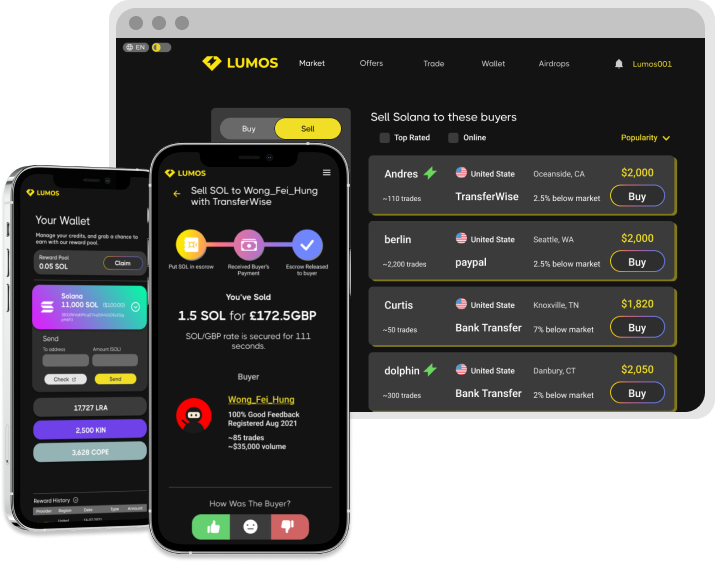 EN
LUMOS
Market
Offers
Trade
Wallet
Airdrops
Lumos001
Buy
Sell
Sell Solana to these buyers
Top Rated
Online
Popularity
Andres
United State
Oceanside, CA
$2,000
~110 trades
TransferWise
2.5% below market
Buy
berlin
United State
Seattle, WA
$2,000
~2,200 trades
paypal
2.5% below market
Buy
Curtis
United State
Knoxville, TN
$1,820
~50 trades
Bank Transfer
7% below market
Buy
dolphin
United State
Danbury, CT
$2,050
~300 trades
Bank Transfer
2% below market
Buy
LUMOS
Your Wallet
Manage your credits, and grab a chance to
earn with our reward pool.
Reward Pool
0.05 SOL
Claim
Solana
11.000 SOL
Send
To address
Amount (SOL)
Check
Send
17,727 LRA
2,500 KIN
3,628 COPE
Reward History
Provider
Region
Date
Type
Amount
LUMOS
Sell SOL to Wong_Fei_Hung
with TransferWise
Put SOL in escrow
Received Buyer's
Payment
Escrow Released
to buyer
You've Sold
1.5 SOL for £172.5GBP
SOL/GBP rate is secured for 111
seconds.
Buyer
Wong_Fei_Hung
100% Good Feedback
Registered Aug 2021
~85 trades
~$35,000 volume
How Was The Buyer?